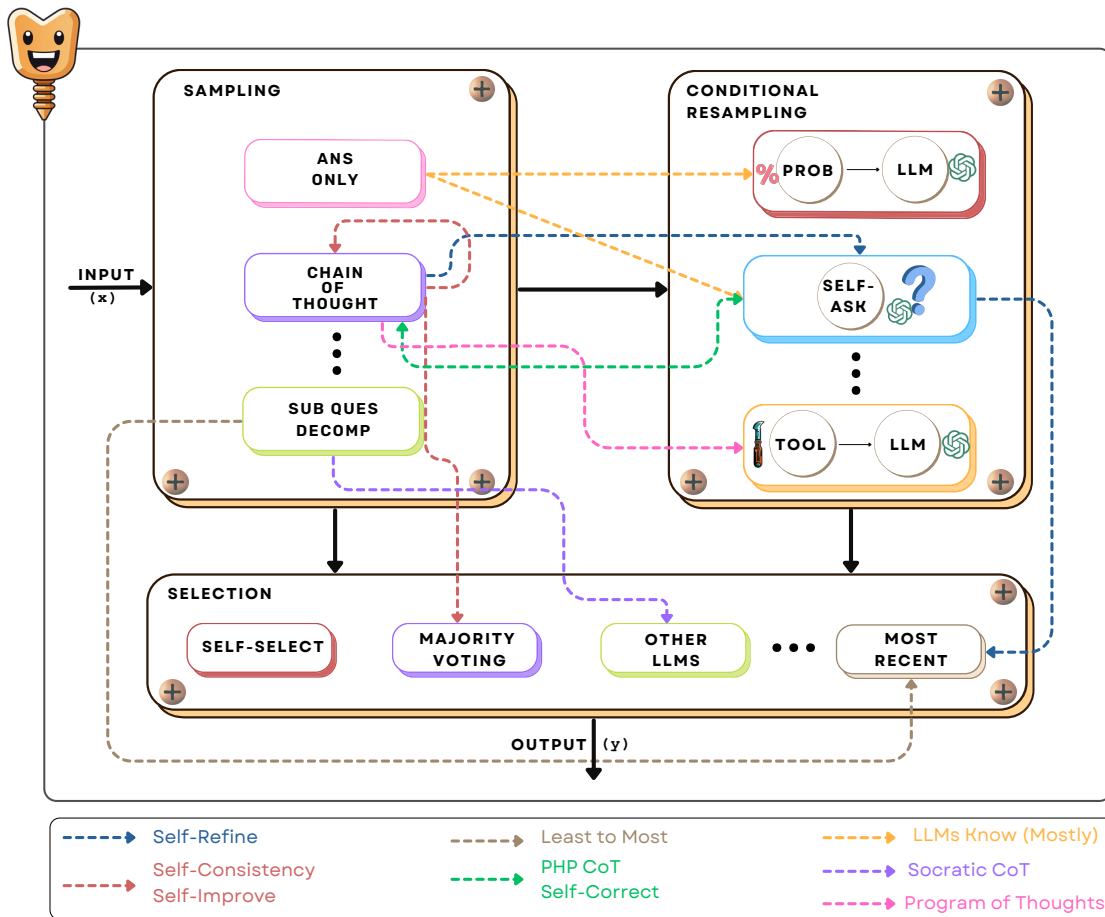 SAMPLING
CONDITIONAL
RESAMPLING
ANS
ONLY
%
PROB
LLM
INPUT
(x)
CHAIN
OF
THOUGHT
SELF-
ASK
?
SUB QUES
DECOMP
TOOL
LLM
SELECTION
SELF-SELECT
MAJORITY
VOTING
OTHER
LLMS
MOST
RECENT
OUTPUT (y)
Self-Refine
Self-Consistency
Self-Improve
Least to Most
PHP CoT
Self-Correct
LLMs Know (Mostly)
Socratic CoT
Program of Thoughts